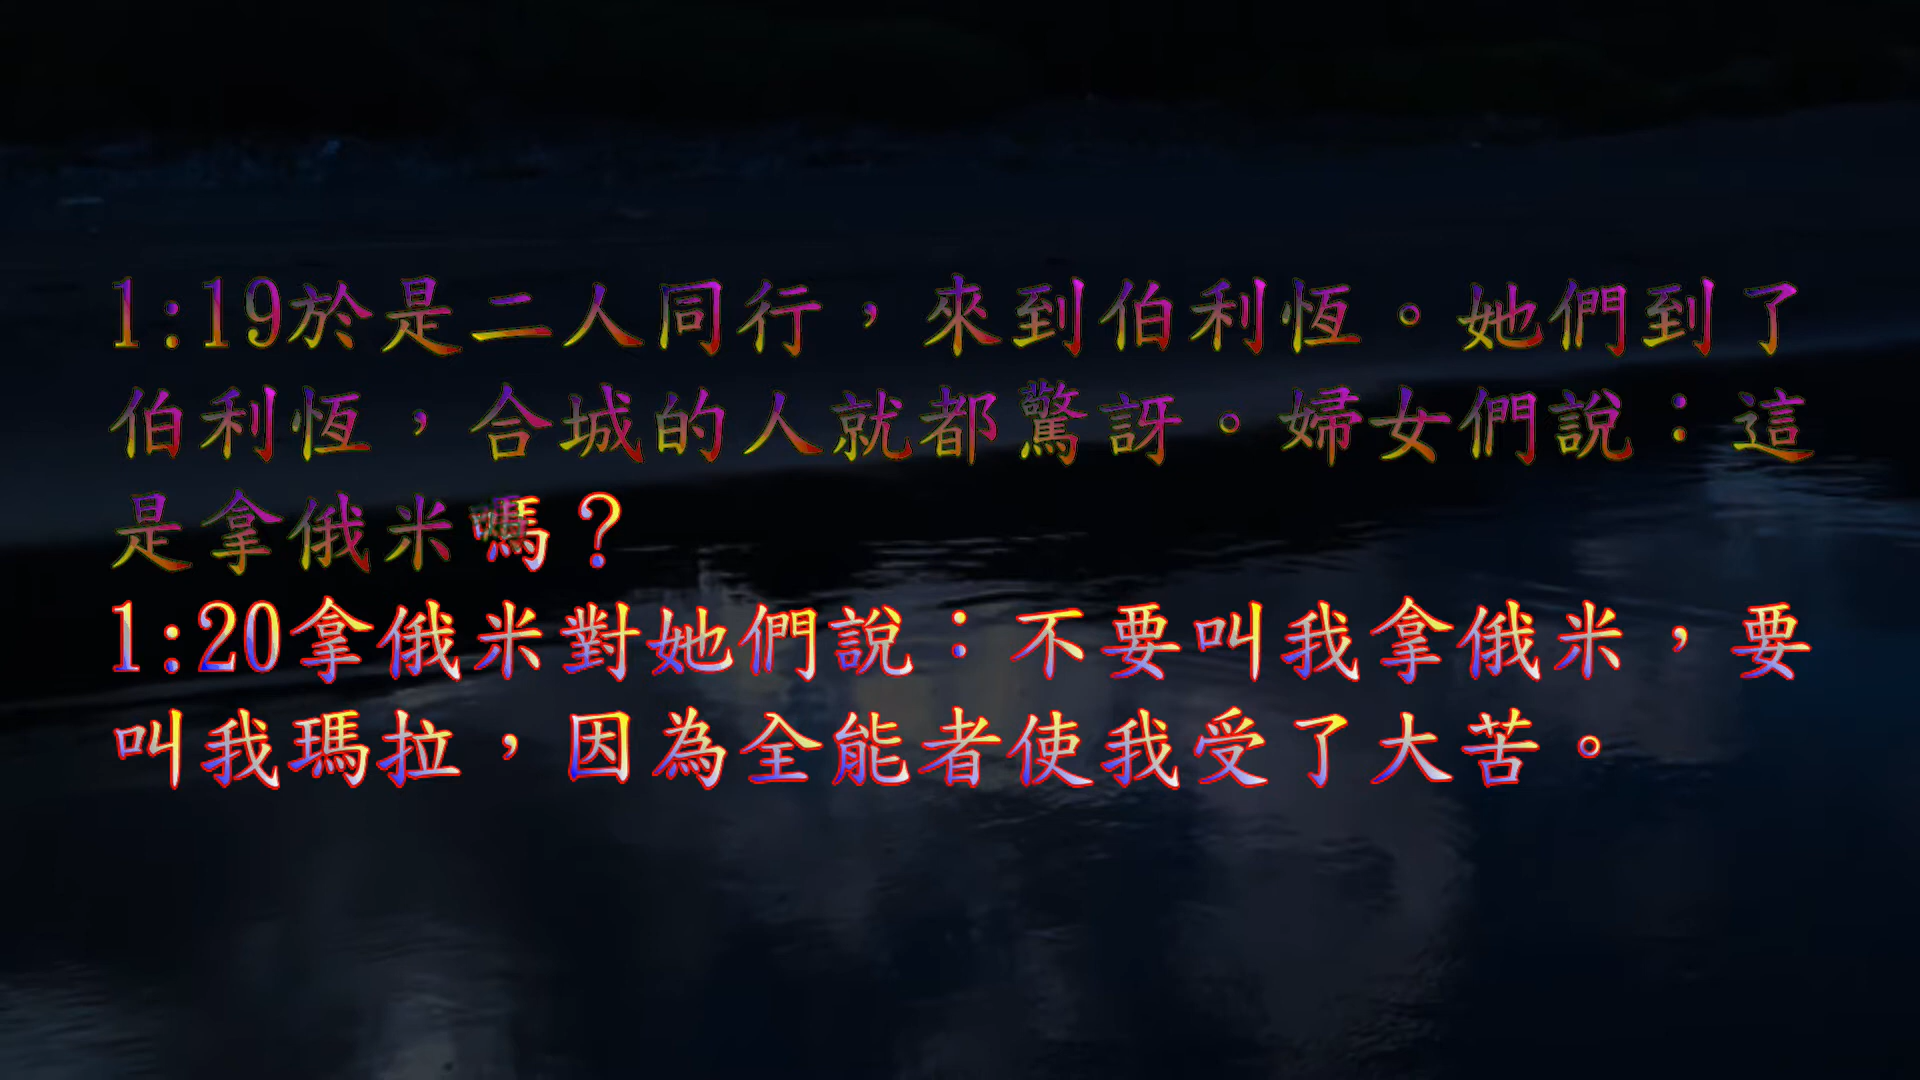 1:19於是二人同行，來到伯利恆。她們到了
伯利恆，合城的人就都驚訝。婦女們說：這
是拿俄米嗎？
1:20拿俄米對她們說：不要叫我拿俄米，要
叫我瑪拉，因為全能者使我受了大苦。